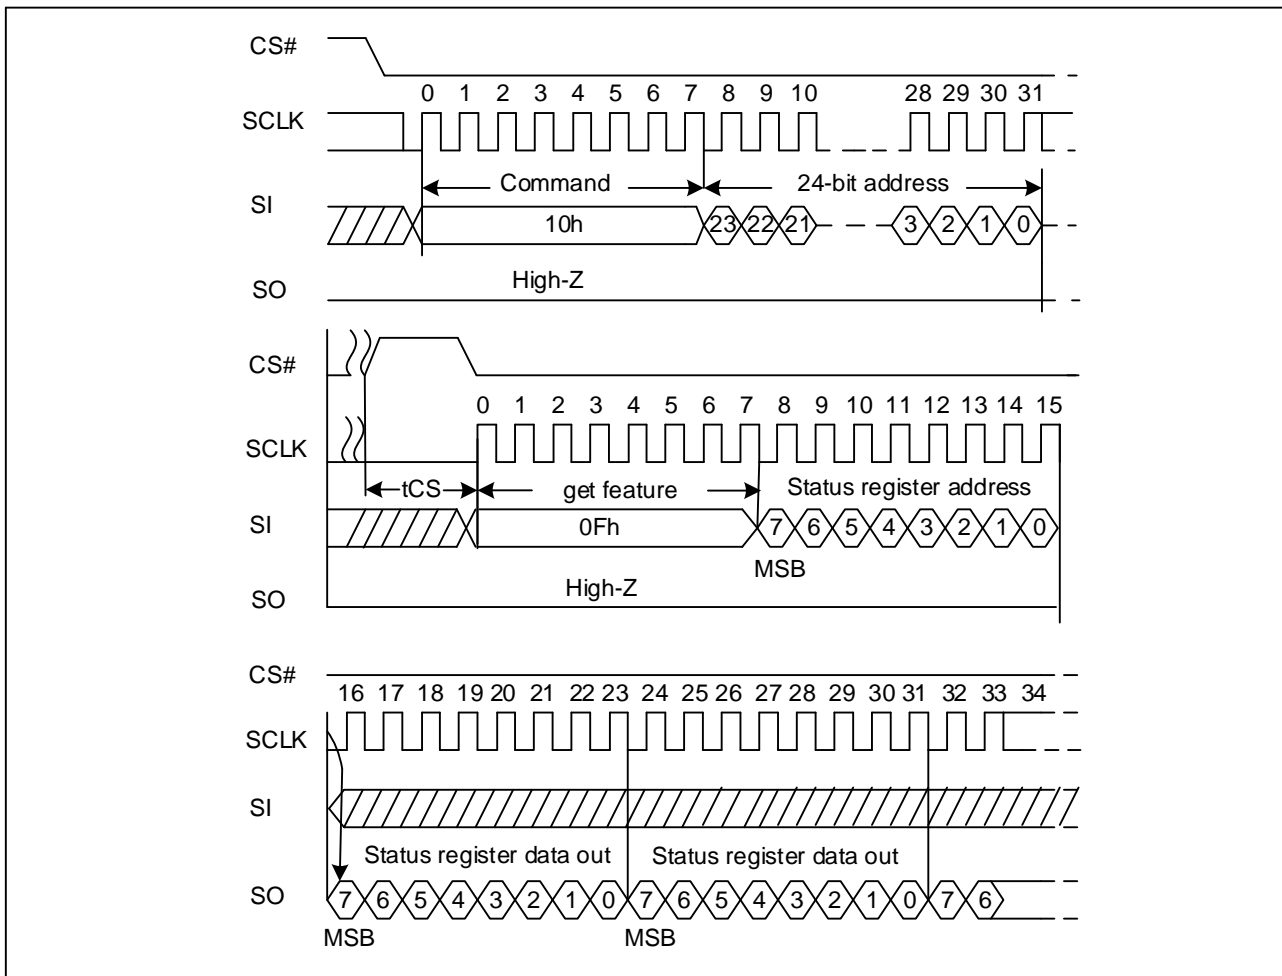 CS#
0 1 2 3 4 5 6 7 8 9 10 28 29 30 31
SCLK
Command 24-bit address
SI
10h 23 22 21 3 2 1 0
High-Z
SO
CS#
0 1 2 3 4 5 6 7 8 9 10 11 12 13 14 15
SCLK
tCS get feature Status register address
SI
0Fh 7 6 5 4 3 2 1 0
MSB
High-Z
SO
CS#
16 17 18 19 20 21 22 23 24 25 26 27 28 29 30 31 32 33 34
SCLK
SI
Status register data out Status register data out
SO 7 6 5 4 3 2 1 0 7 6 5 4 3 2 1 0 7 6
MSB MSB